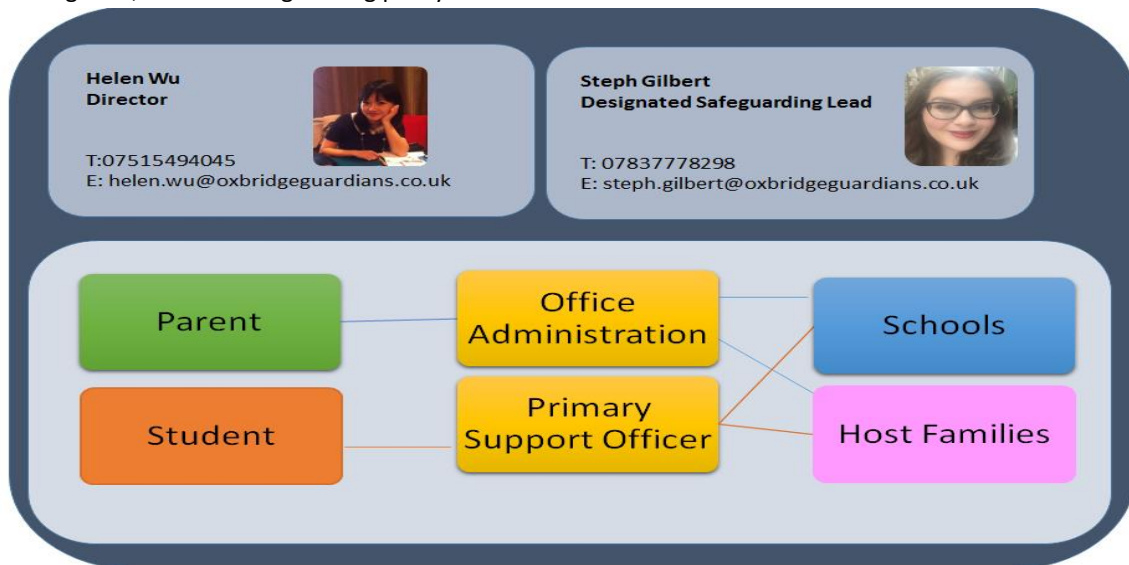 Helen Wu
Director
T:07515494045
E: helen.wu@oxbridgeguardians.co.uk
Steph Gilbert
Designated Safeguarding Lead
T: 07837778298
E: steph.gilbert@oxbridgeguardians.co.uk
Parent
Office
Administration
Schools
Student
Primary
Support Officer
Host Families